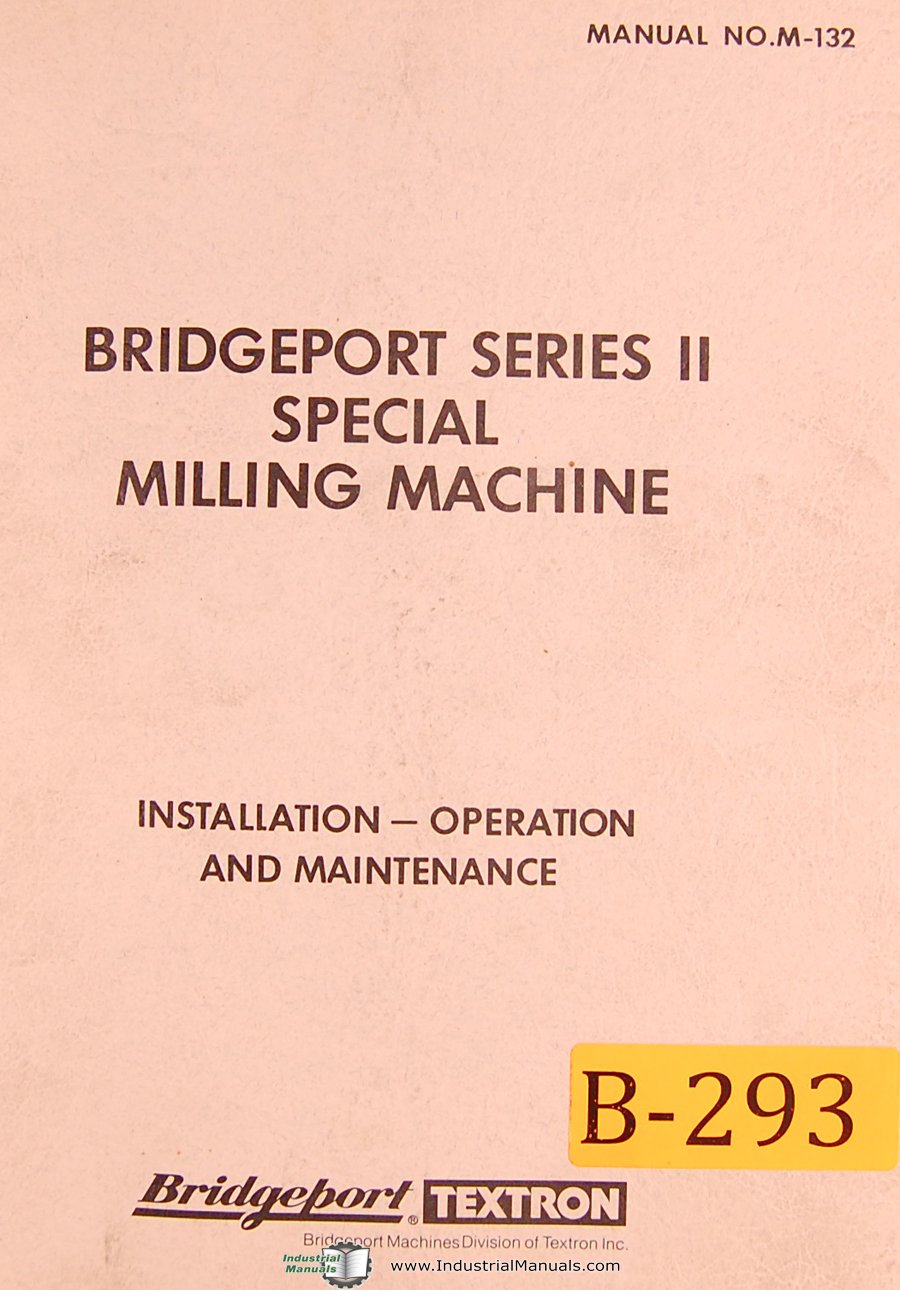 MANUAL NO.M-132
BRIDGEPORT SERIES II
SPECIAL
MILLING MACHINE
INSTALLATION — OPERATION
AND MAINTENANCE
B-293
Bridgeport® TEXTRON
Bridgeport Machines Division of Textron Inc.
Industrial
Manuals
www.IndustrialManuals.com